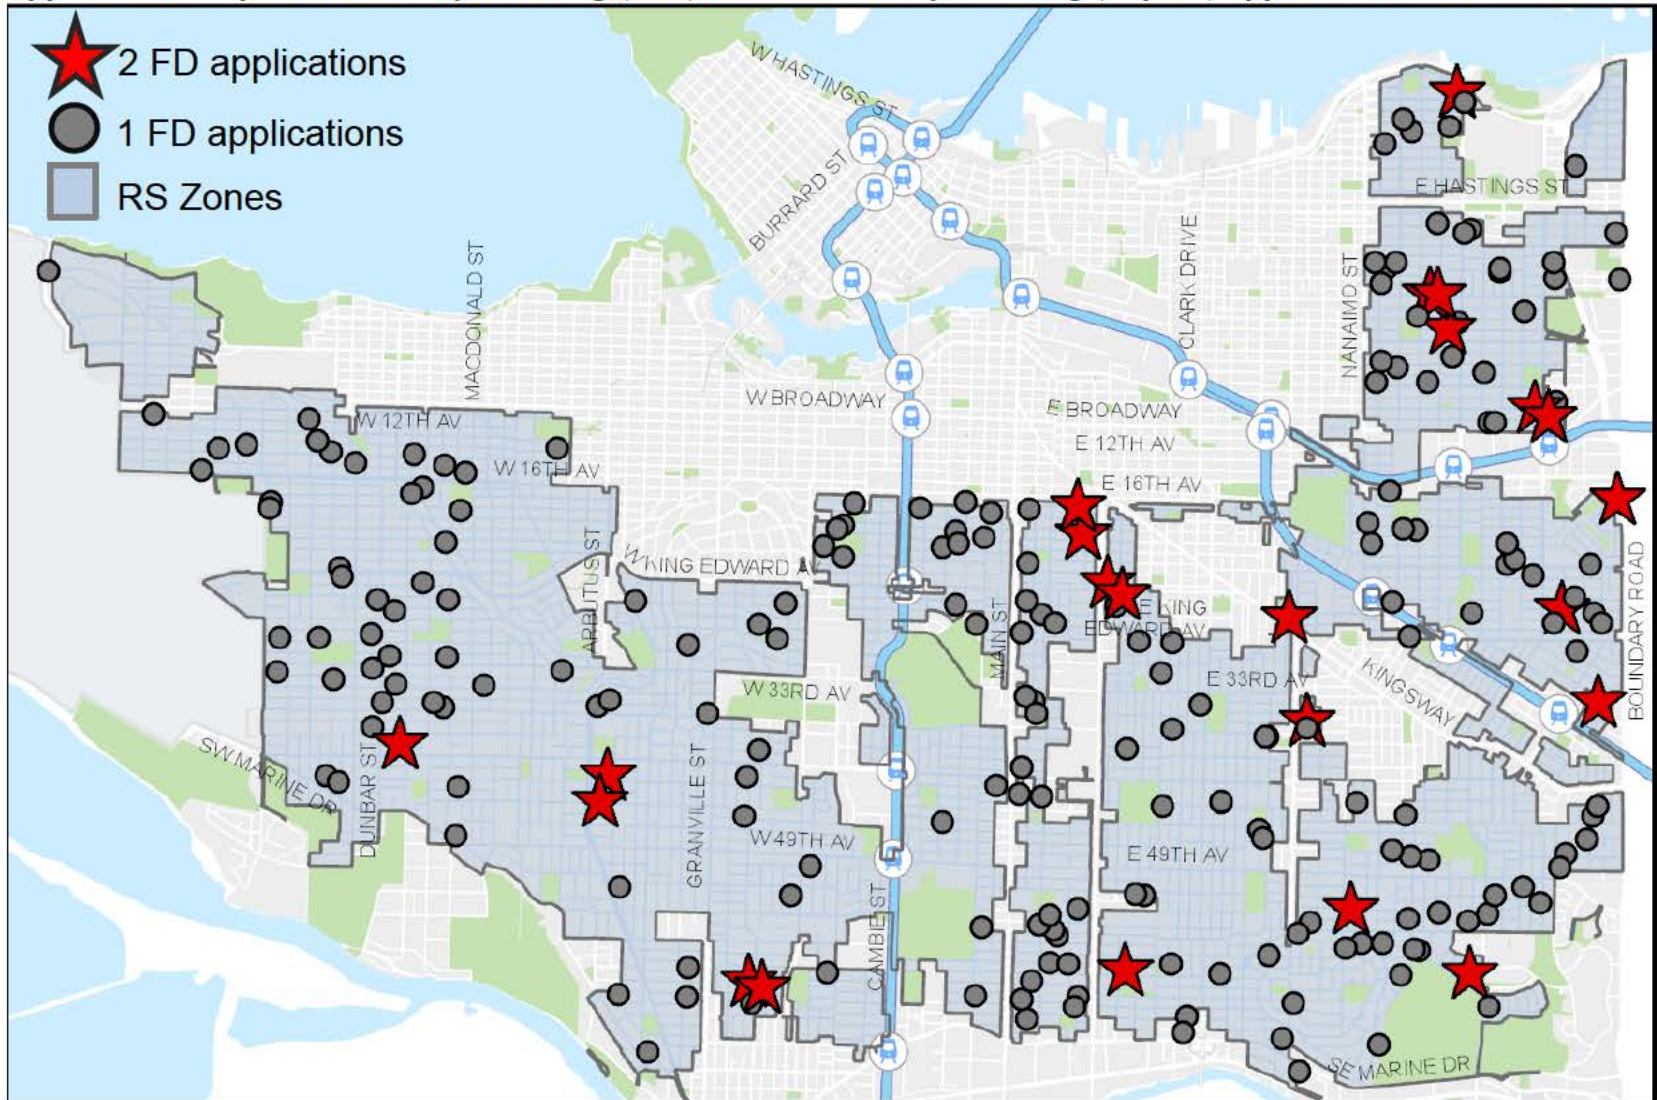 2 FD applications
1 FD applications
RS Zones
W HASTINGS ST
BURRARD ST
E HASTINGS ST
CLARK DRIVE
NANAIMO ST
MACDONALD ST
W BROADWAY
E BROADWAY
W 12TH AV
E 12TH AV
W 16TH AV
E 16TH AV
ARBUTUS ST
W KING EDWARD AV
E KING
EDWARD AV
MAIN ST
BOUNDARY ROAD
W 33RD AV
E 33RD AV
KINGSWAY
SW MARINE DR
DUNBAR ST
GRANVILLE ST
W 49TH AV
E 49TH AV
CAMBIE ST
SE MARINE DR